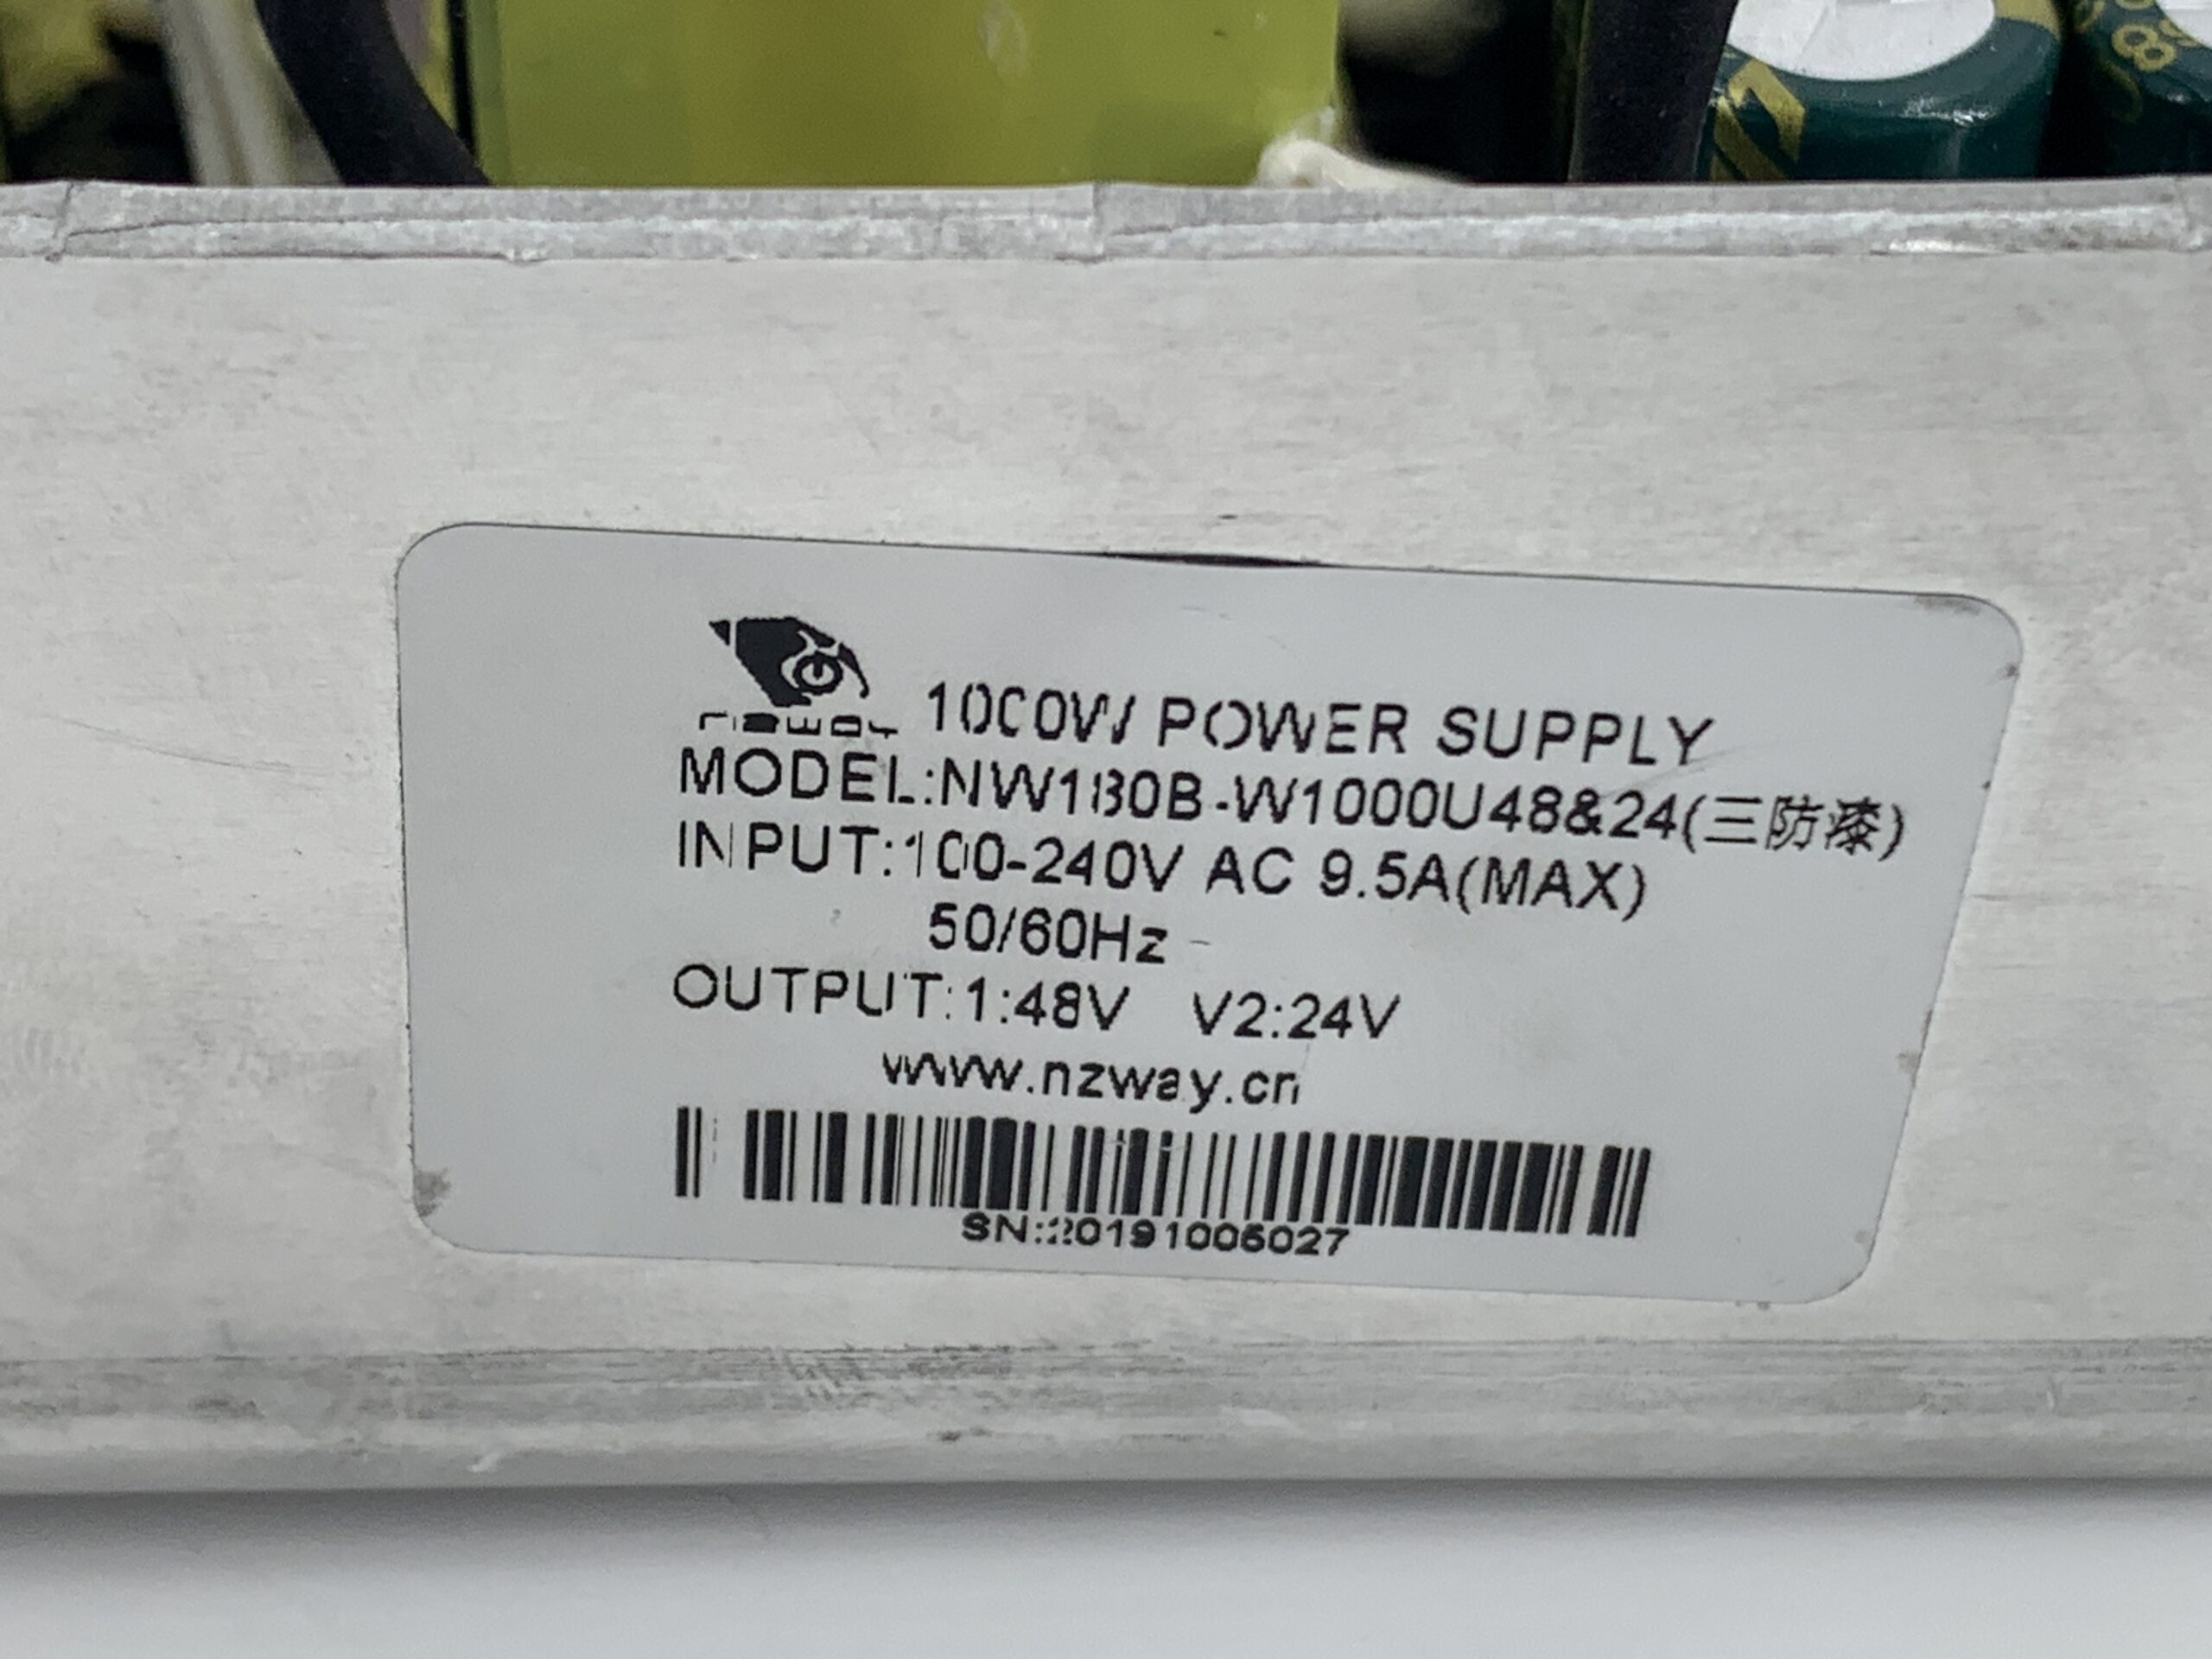 nzway 1000W POWER SUPPLY
MODEL:NW180B-W1000U48&24(三防漆)
INPUT:100-240V AC 9.5A(MAX)
50/60Hz
OUTPUT:1:48V V2:24V
www.nzway.cn
SN:20191006027